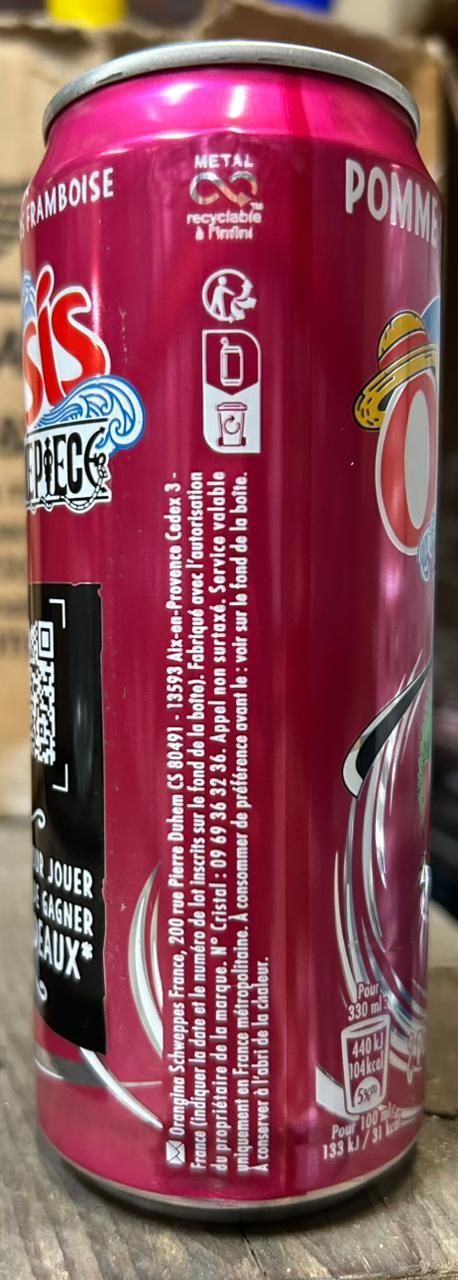 FRAMBOISE
METAL
recyclable
à l'infini
POMME
sis
PIECE
JOUER
GAGNER
Orangina Schweppes France, 200 rue Pierre Duhem CS 80491 - 13593 Aix-en-Provence Cedex 3 -
France (indiquer la date et le numéro de lot inscrits sur le fond de la boîte). Fabriqué avec l'autorisation
du propriétaire de la marque. N° Cristal : 09 69 36 32 36. Appel non surtaxé. Service valable
uniquement en France métropolitaine. À consommer de préférence avant le : voir sur le fond de la boîte.
À conserver à l'abri de la chaleur.
Pour
330 ml
440 kJ
104 kcal
5%
Pour 100 ml
133 kJ / 31 kcal